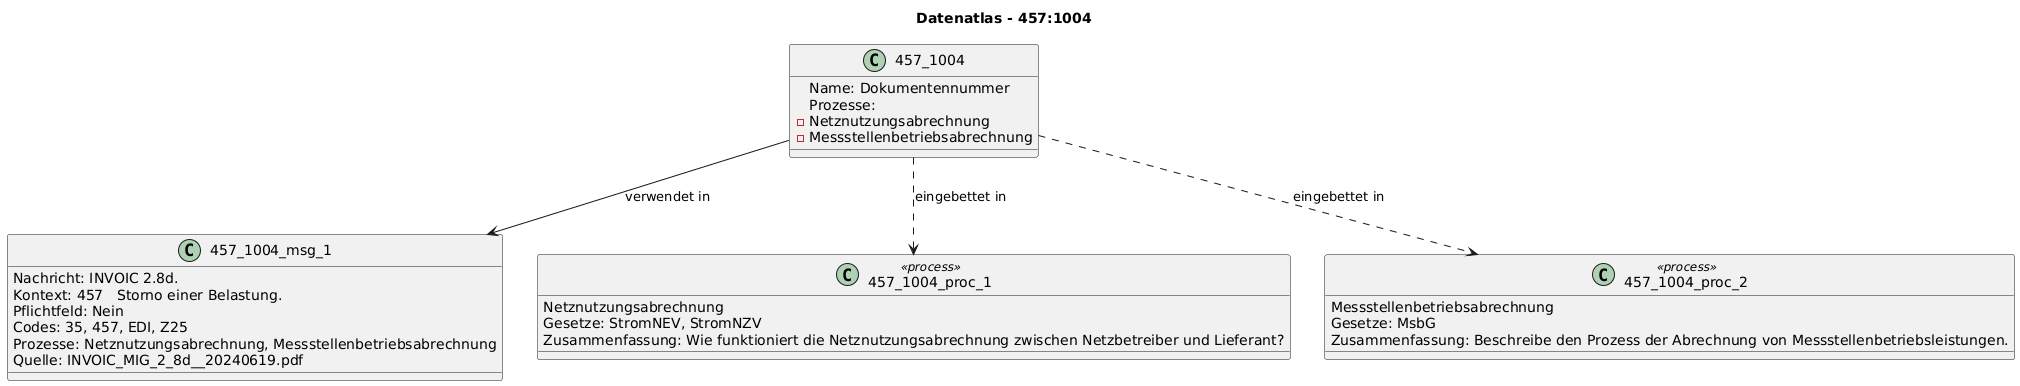 Datenatlas - 457:1004
C 457_1004
Name: Dokumentennummer
Prozesse:
Netznutzungsabrechnung
Messstellenbetriebsabrechnung
verwendet in
eingebettet in
eingebettet in
C 457_1004_msg_1
Nachricht: INVOIC 2.8d.
Kontext: 457   Storno einer Belastung.
Pflichtfeld: Nein
Codes: 35, 457, EDI, Z25
Prozesse: Netznutzungsabrechnung, Messstellenbetriebsabrechnung
Quelle: INVOIC_MIG_2_8d__20240619.pdf
«process»
C 457_1004_proc_1
Netznutzungsabrechnung
Gesetze: StromNEV, StromNZV
Zusammenfassung: Wie funktioniert die Netznutzungsabrechnung zwischen Netzbetreiber und Lieferant?
«process»
C 457_1004_proc_2
Messstellenbetriebsabrechnung
Gesetze: MsbG
Zusammenfassung: Beschreibe den Prozess der Abrechnung von Messstellenbetriebsleistungen.